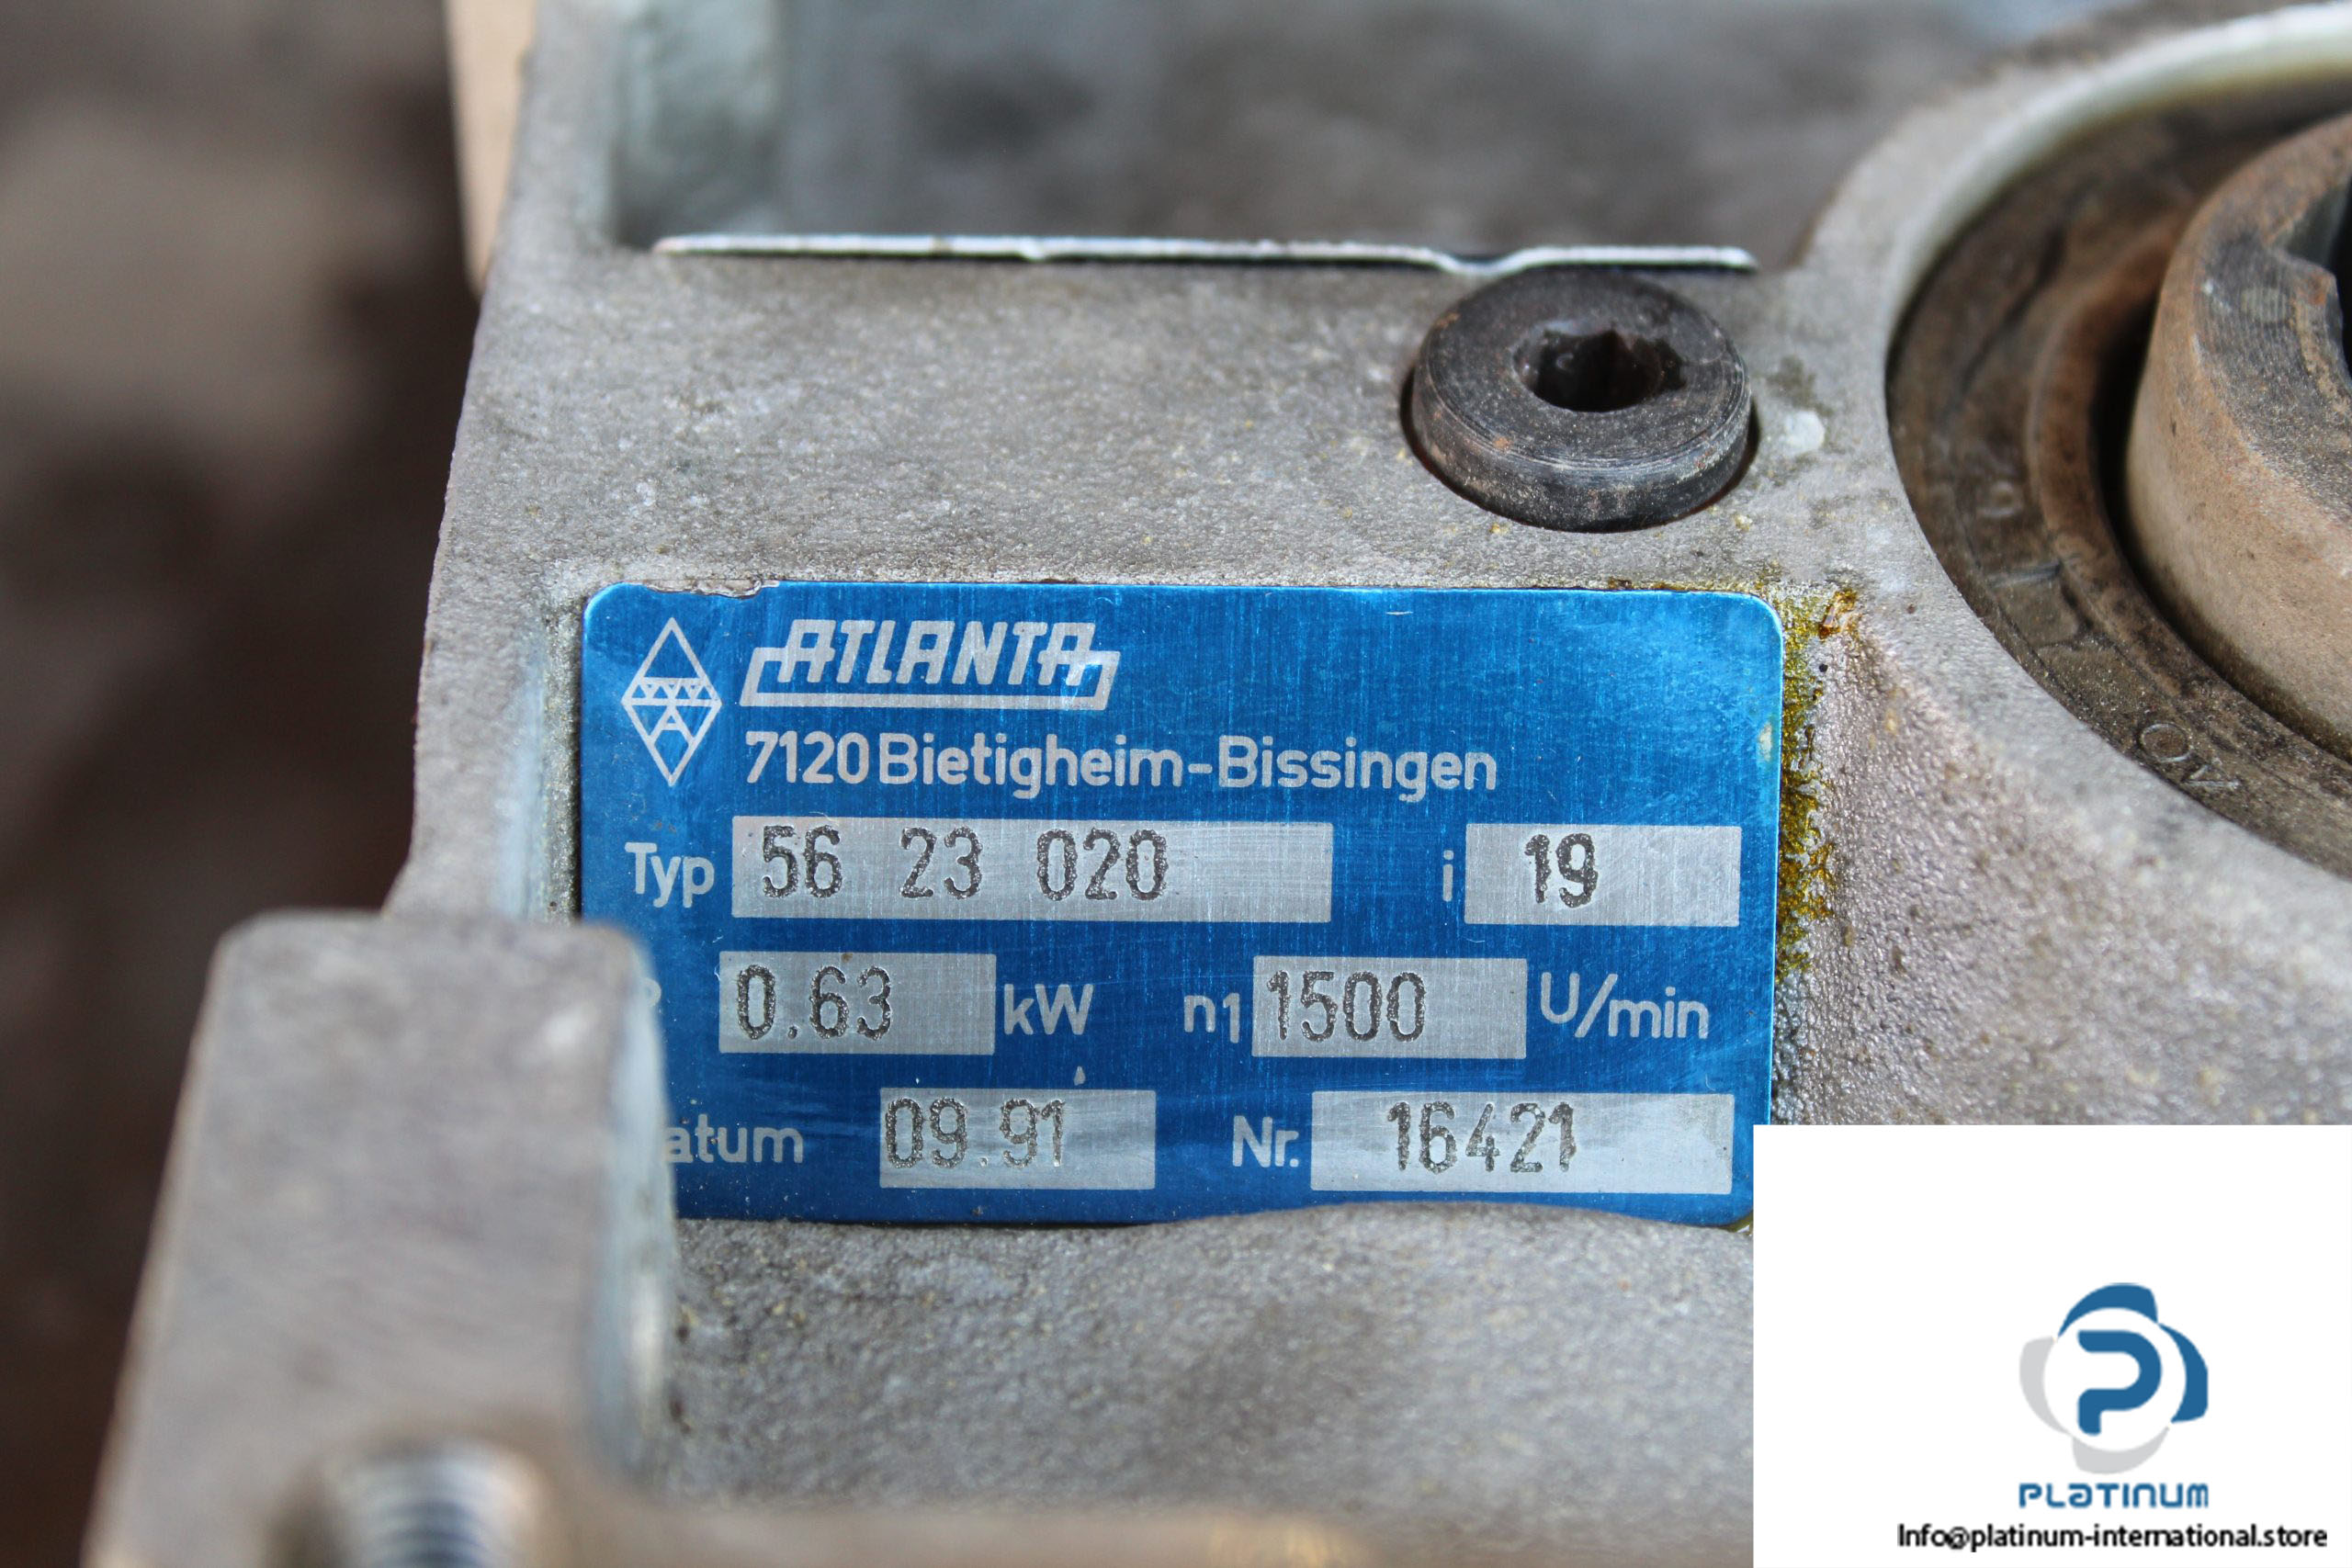 ATLANTA
7120 Bietigheim-Bissingen
Typ 56 23 020 i 19
0.63 kW n1 1500 U/min
atum 09.91 Nr. 16421
PLATINUM
Info@platinum-international.store